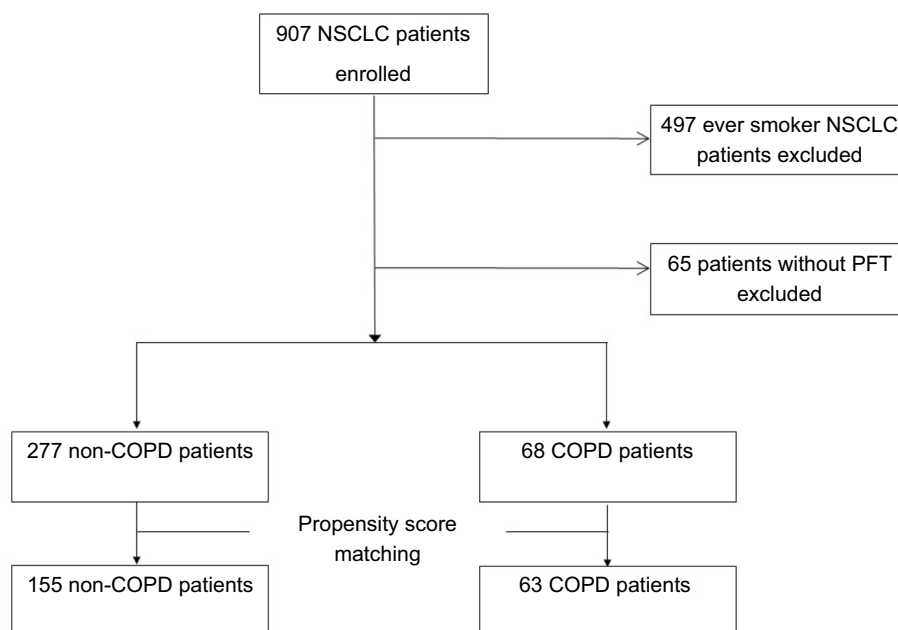 907 NSCLC patients
enrolled
497 ever smoker NSCLC
patients excluded
65 patients without PFT
excluded
277 non-COPD patients
68 COPD patients
Propensity score
matching
155 non-COPD patients
63 COPD patients